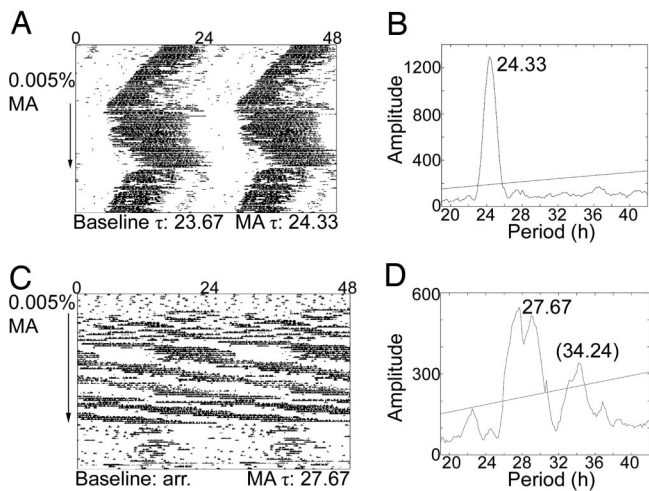 A
0 24 48
0.005%
MA
Baseline τ: 23.67 MA τ: 24.33
B
24.33
Amplitude
1200
800
400
0
20 24 28 32 36 40
Period (h)
C
0 24 48
0.005%
MA
Baseline: arr. MA τ: 27.67
D
27.67
(34.24)
Amplitude
600
300
0
20 24 28 32 36 40
Period (h)